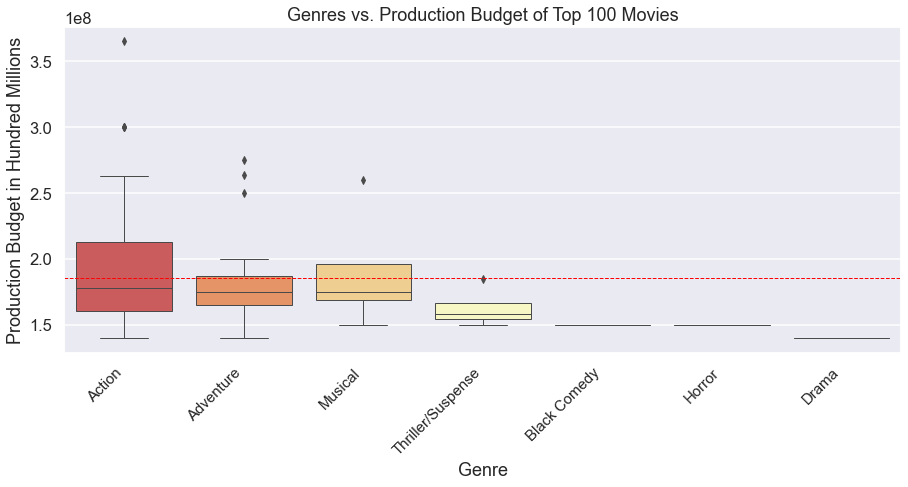 Genres vs. Production Budget of Top 100 Movies
1e8
Production Budget in Hundred Millions
3.5
3.0
2.5
2.0
1.5
Action
Adventure
Musical
Thriller/Suspense
Black Comedy
Horror
Drama
Genre